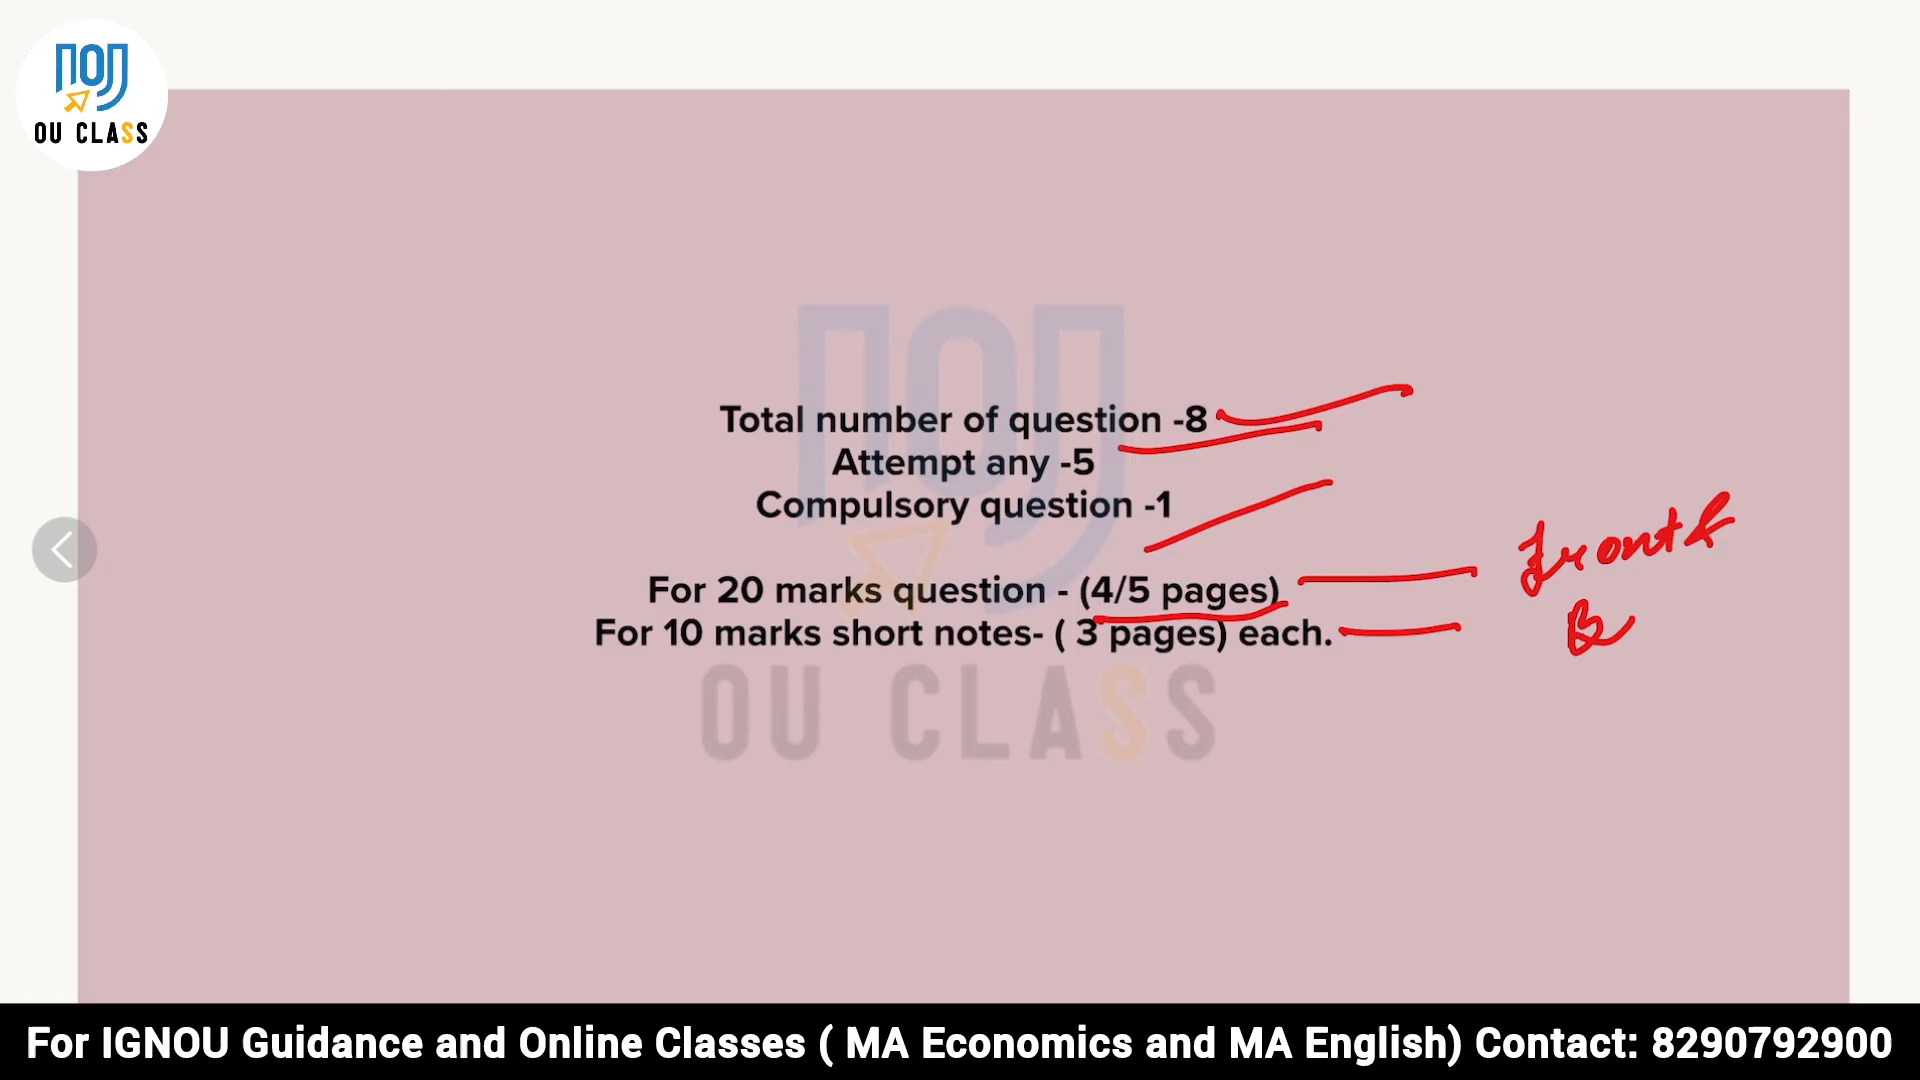 OU CLASS
Total number of question -8
Attempt any -5
Compulsory question -1
For 20 marks question - (4/5 pages)
For 10 marks short notes- ( 3 pages) each.
Front &
B
OU CLASS
For IGNOU Guidance and Online Classes ( MA Economics and MA English) Contact: 8290792900